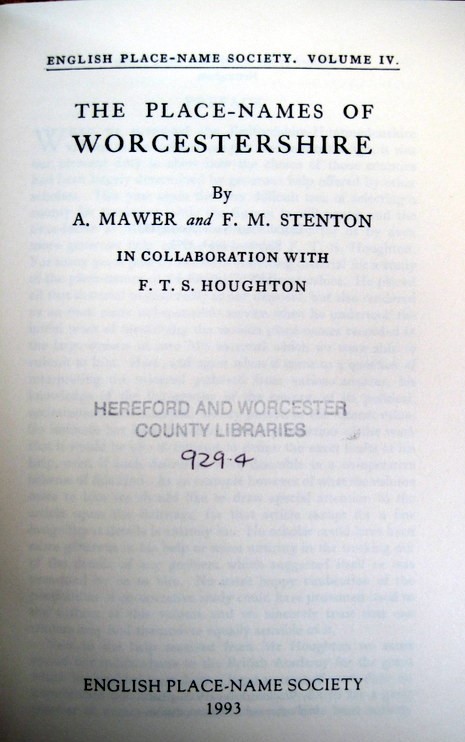 ENGLISH PLACE-NAME SOCIETY. VOLUME IV.
THE PLACE-NAMES OF
WORCESTERSHIRE
By
A. MAWER and F. M. STENTON
IN COLLABORATION WITH
F. T. S. HOUGHTON
HEREFORD AND WORCESTER
COUNTY LIBRARIES
929.4
ENGLISH PLACE-NAME SOCIETY
1993